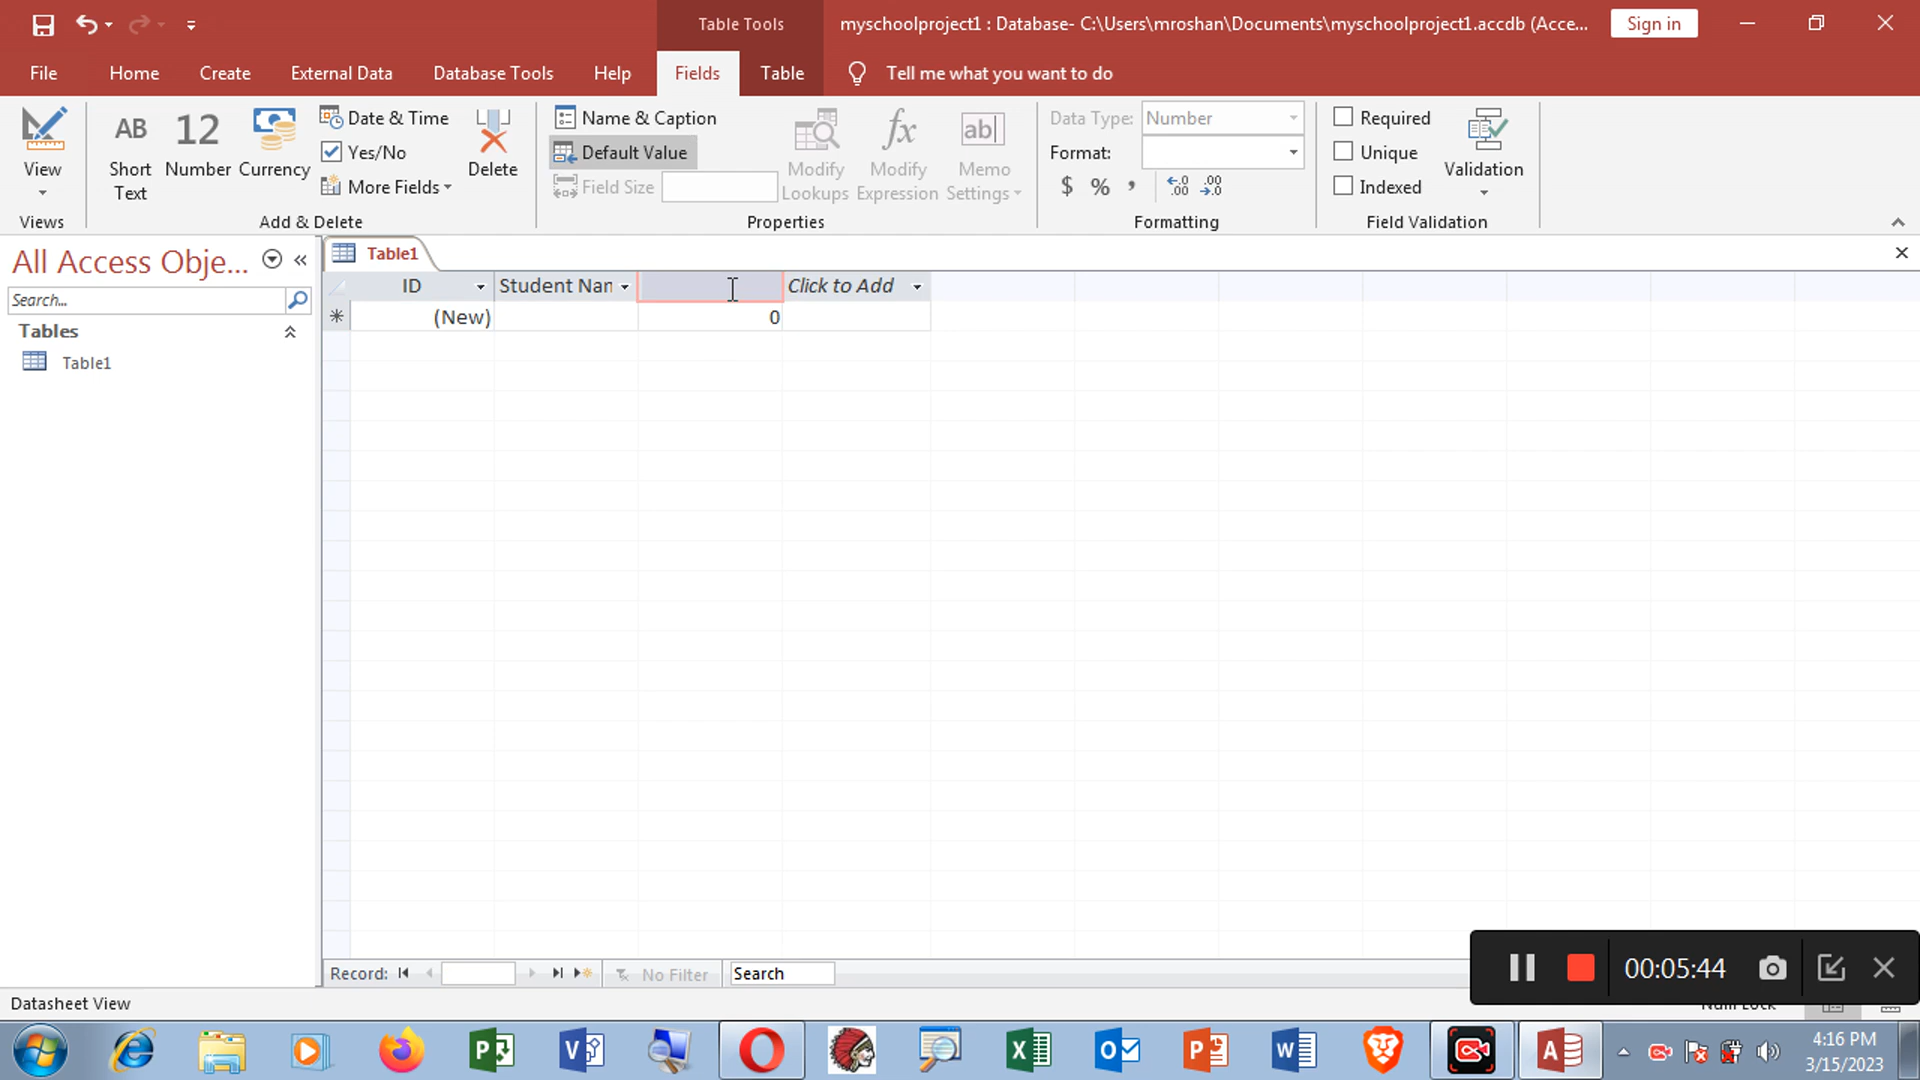 Table Tools
myschoolproject1 : Database- C:\Users\mroshan\Documents\myschoolproject1.accdb (Acce...
Sign in
File
Home
Create
External Data
Database Tools
Help
Fields
Table
Tell me what you want to do
View
Views
AB
Short
Text
12
Number
Currency
Date & Time
Yes/No
More Fields
Delete
Add & Delete
Name & Caption
Default Value
Field Size
Modify
Lookups
fx
Modify
Expression
ab
Memo
Settings
Properties
Data Type:
Number
Format:
$ % ,
←.0
.00
.00
→.0
Formatting
Required
Unique
Indexed
Validation
Field Validation
All Access Obje...
Search...
Tables
Table1
Table1
ID
Student Nan
Click to Add
(New)
0
Record:
No Filter
Search
00:05:44
Datasheet View
4:16 PM
3/15/2023